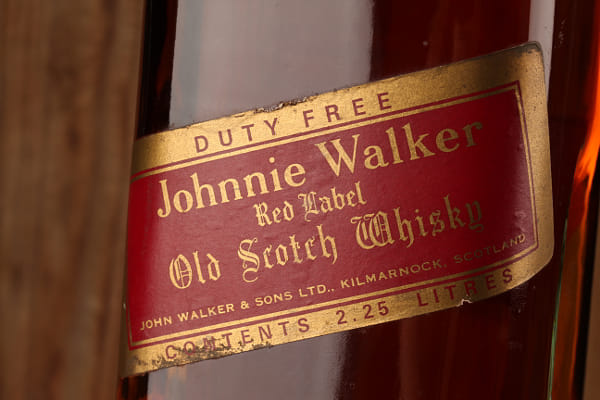 DUTY FREE
Johnnie Walker
Red Label
Old Scotch Whisky
JOHN WALKER & SONS LTD., KILMARNOCK, SCOTLAND
CONTENTS 2.25 LITRES